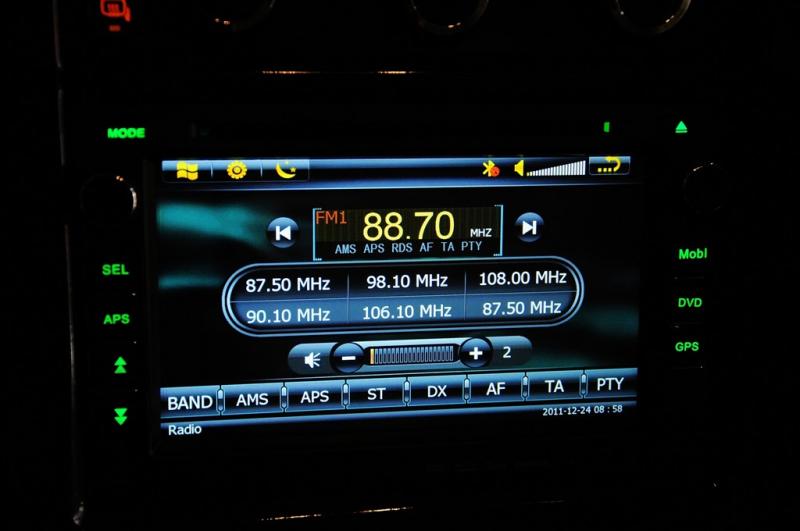 MODE
FM1 88.70 MHZ
AMS APS RDS AF TA PTY
87.50 MHz 98.10 MHz 108.00 MHz
90.10 MHz 106.10 MHz 87.50 MHz
2
BAND AMS APS ST DX AF TA PTY
2011-12-24 08:58
Radio
SEL
APS
Mobl
DVD
GPS